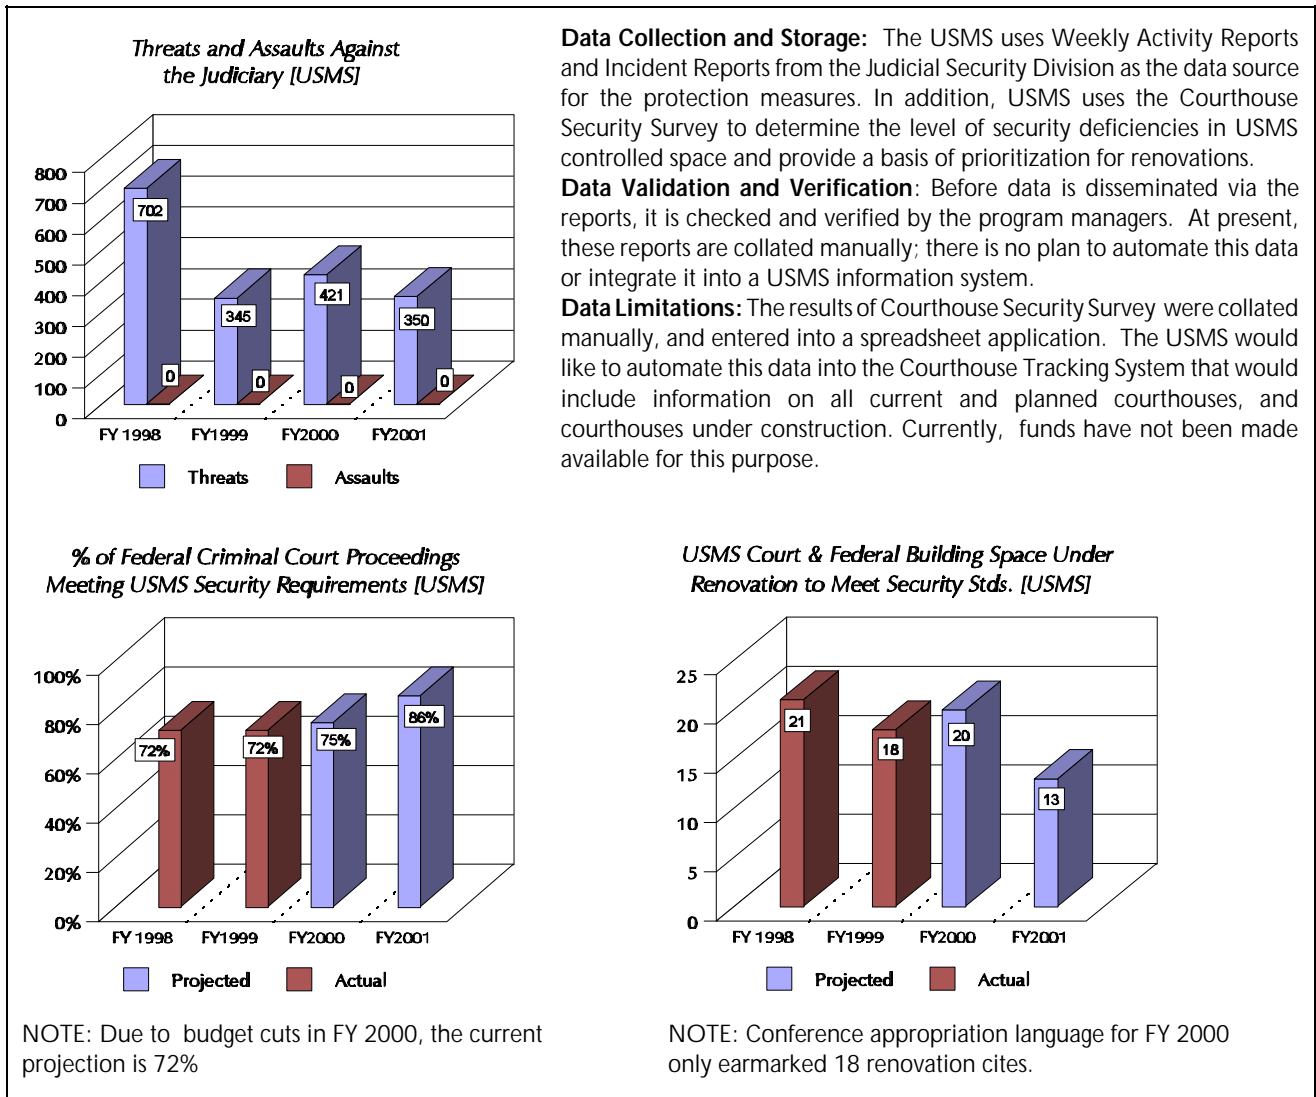 Threats and Assaults Against
the Judiciary [USMS]
800
700
600
500
400
300
200
100
0
702
0
345
0
421
0
350
0
FY 1998
FY1999
FY2000
FY2001
Threats
Assaults
Data Collection and Storage: The USMS uses Weekly Activity Reports
and Incident Reports from the Judicial Security Division as the data source
for the protection measures. In addition, USMS uses the Courthouse
Security Survey to determine the level of security deficiencies in USMS
controlled space and provide a basis of prioritization for renovations.
Data Validation and Verification: Before data is disseminated via the
reports, it is checked and verified by the program managers. At present,
these reports are collated manually; there is no plan to automate this data
or integrate it into a USMS information system.
Data Limitations: The results of Courthouse Security Survey were collated
manually, and entered into a spreadsheet application. The USMS would
like to automate this data into the Courthouse Tracking System that would
include information on all current and planned courthouses, and
courthouses under construction. Currently, funds have not been made
available for this purpose.
% of Federal Criminal Court Proceedings
Meeting USMS Security Requirements [USMS]
100%
80%
60%
40%
20%
0%
72%
72%
75%
86%
FY 1998
FY1999
FY2000
FY2001
Projected
Actual
NOTE: Due to budget cuts in FY 2000, the current
projection is 72%
USMS Court & Federal Building Space Under
Renovation to Meet Security Stds. [USMS]
25
20
15
10
5
0
21
18
20
13
FY 1998
FY1999
FY2000
FY2001
Projected
Actual
NOTE: Conference appropriation language for FY 2000
only earmarked 18 renovation cites.